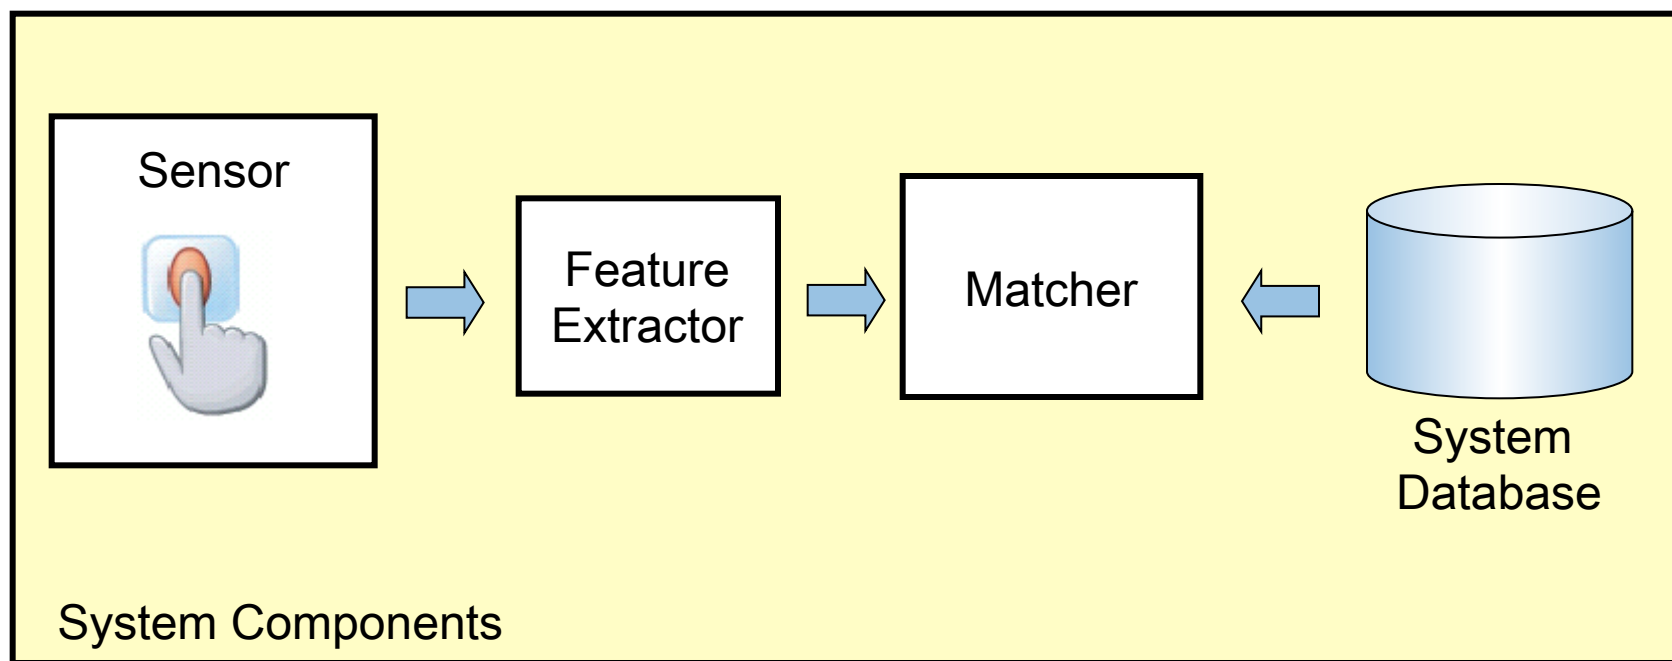 Sensor
Feature
Extractor
Matcher
System
Database
System Components